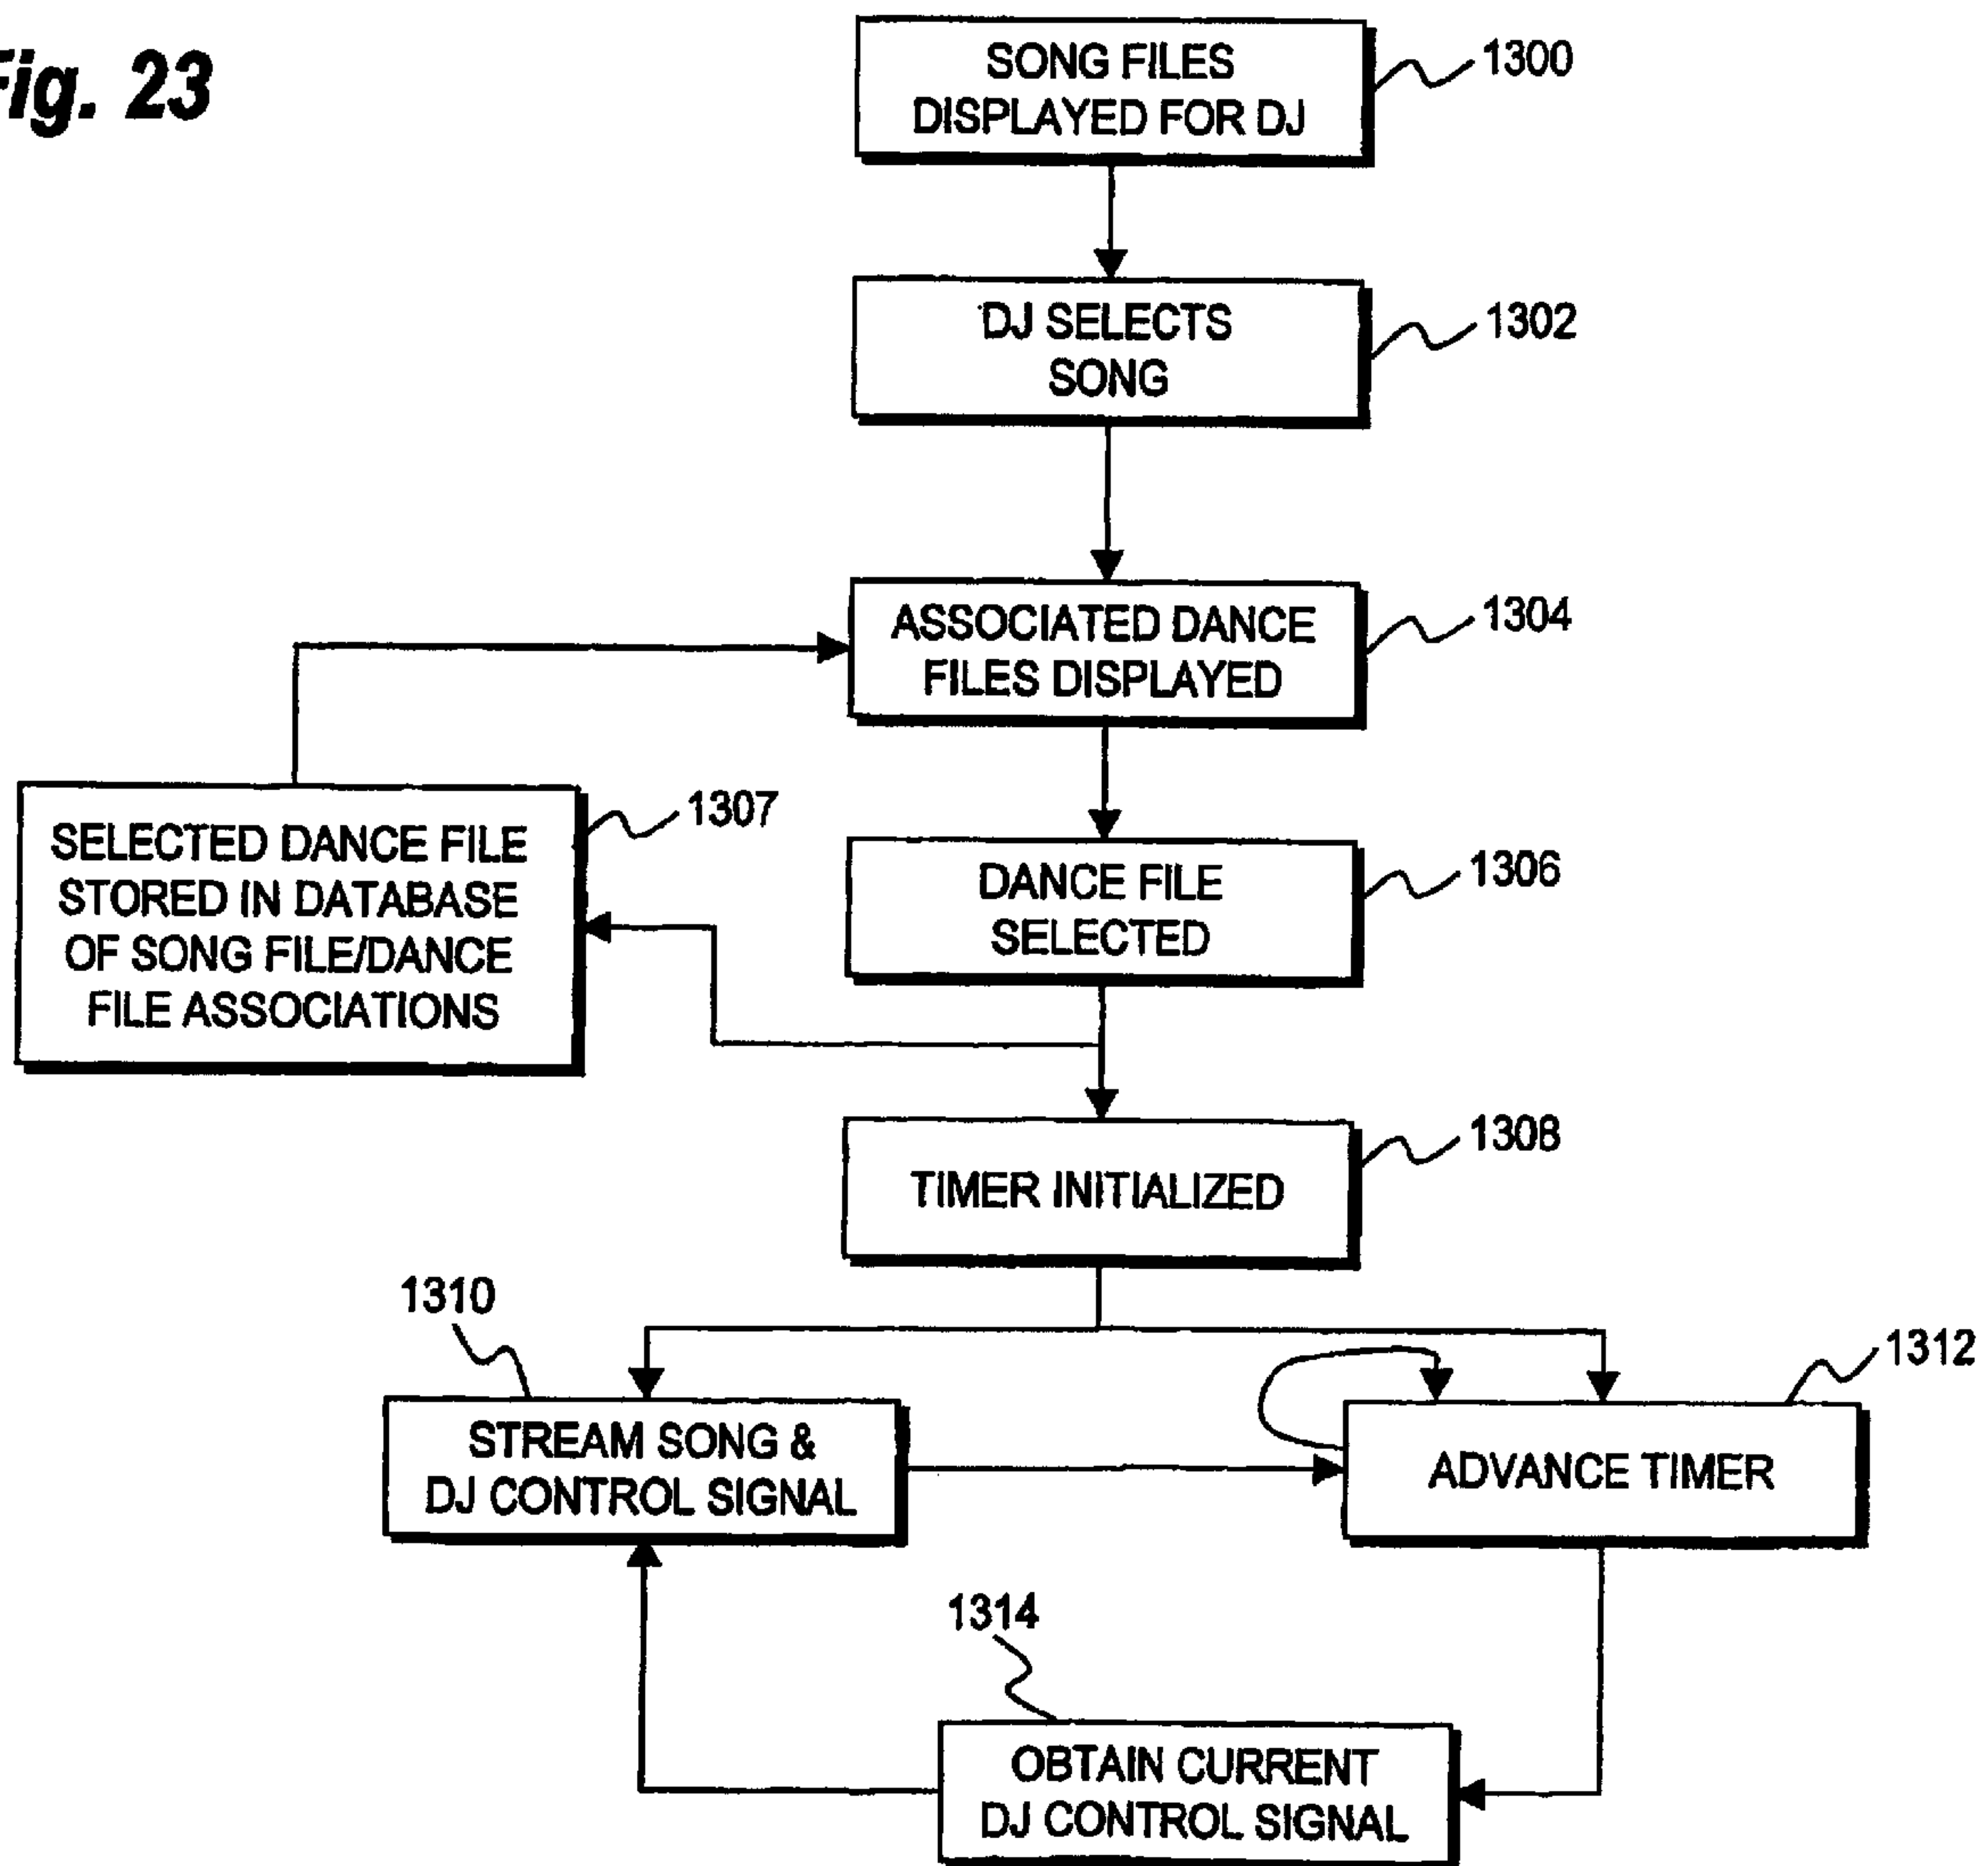 Fig. 23
SONG FILES
DISPLAYED FOR DJ
1300
DJ SELECTS
SONG
1302
ASSOCIATED DANCE
FILES DISPLAYED
1304
SELECTED DANCE FILE
STORED IN DATABASE
OF SONG FILE/DANCE
FILE ASSOCIATIONS
1307
DANCE FILE
SELECTED
1306
TIMER INITIALIZED
1308
1310
STREAM SONG &
DJ CONTROL SIGNAL
1312
ADVANCE TIMER
1314
OBTAIN CURRENT
DJ CONTROL SIGNAL